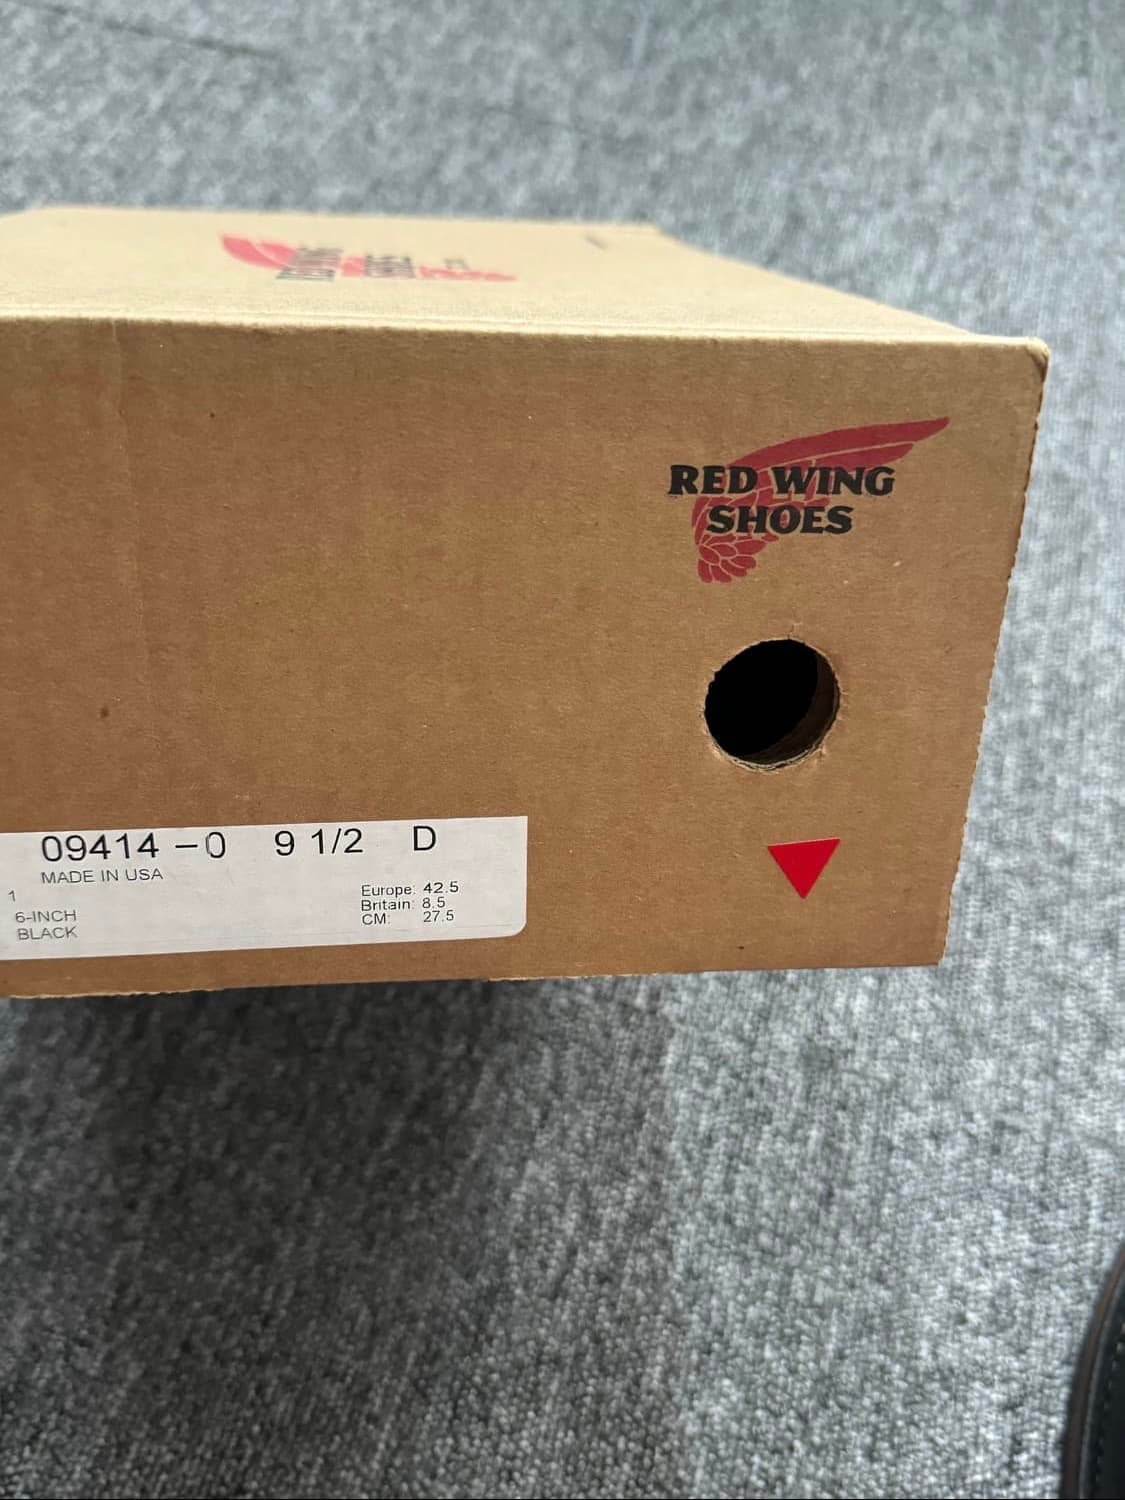 RED WING
SHOES
09414 – 0 9 1/2 D
MADE IN USA
1
6-INCH
BLACK
Europe: 42.5
Britain: 8.5
CM: 27.5